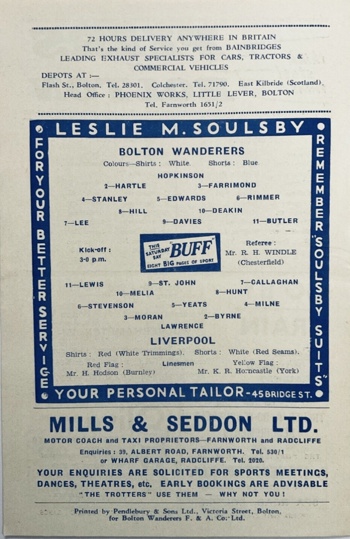 72 HOURS DELIVERY ANYWHERE IN BRITAIN
That's the kind of Service you get from BAINBRIDGES
LEADING EXHAUST SPECIALISTS FOR CARS, TRACTORS &
COMMERCIAL VEHICLES
DEPOTS AT :—
Flash St., Bolton, Tel. 28301, Colchester, Tel. 71790, East Kilbride (Scotland),
Head Office : PHOENIX WORKS, LITTLE LEVER, BOLTON
Tel, Farnworth 1651/2
LESLIE M. SOULSBY
FOR YOUR BETTER SERVICE
REMEMBER "SOULSBY SUITS"
BOLTON WANDERERS
Colours—Shirts : White Shorts : Blue
HOPKINSON
2—HARTLE 3—FARRIMOND
4—STANLEY 5—EDWARDS 6—RIMMER
8—HILL 10—DEAKIN
7—LEE 9—DAVIES 11—BUTLER
Kick-off :
3-0 p.m.
THIS SATURDAY SAY "BUFF"
EIGHT BIG PAGES OF SPORT
Referee :
Mr. R. H. WINDLE
(Chesterfield)
11—LEWIS 9—ST. JOHN 7—CALLAGHAN
10—MELIA 8—HUNT
6—STEVENSON 5—YEATS 4—MILNE
3—MORAN 2—BYRNE
LAWRENCE
LIVERPOOL
Shirts : Red (White Trimmings). Shorts : White (Red Seams).
Red Flag : Linesmen Yellow Flag :
Mr. H. Hodson (Burnley) Mr. K. R. Horncastle (York)
YOUR PERSONAL TAILOR -45 BRIDGE ST.
MILLS & SEDDON LTD.
MOTOR COACH and TAXI PROPRIETORS—FARNWORTH and RADCLIFFE
Enquiries : 39, ALBERT ROAD, FARNWORTH. Tel. 530/1
or WHARF GARAGE, RADCLIFFE. Tel. 2020.
YOUR ENQUIRIES ARE SOLICITED FOR SPORTS MEETINGS,
DANCES, THEATRES, etc. EARLY BOOKINGS ARE ADVISABLE
"THE TROTTERS" USE THEM — WHY NOT YOU !
Printed by Pendlebury & Sons Ltd., Victoria Street, Bolton,
for Bolton Wanderers F. & A. Co. Ltd.